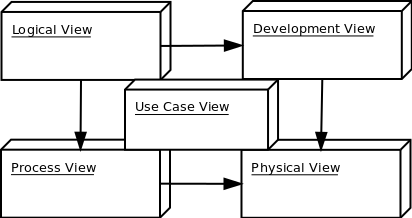 Logical View
Development View
Use Case View
Process View
Physical View